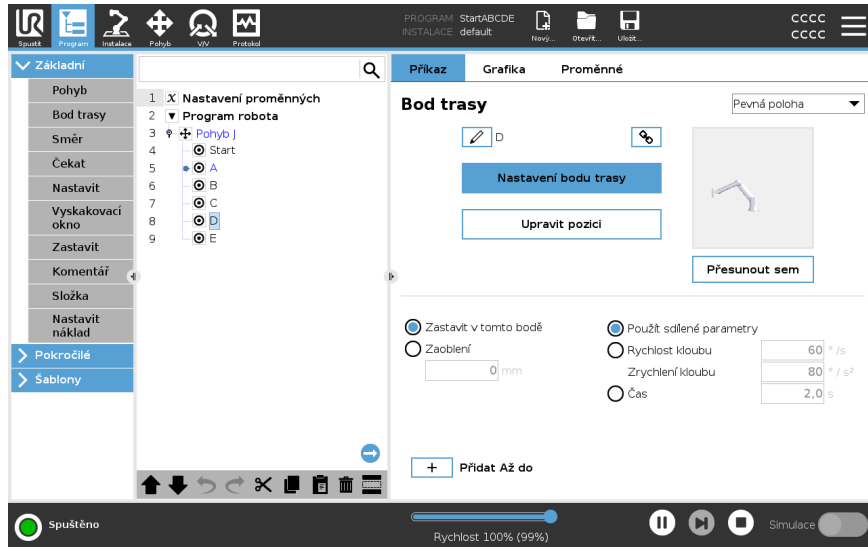 PROGRAM StartABCDE
INSTALACE default
CCCC
CCCC
Spustit Program Instalace Pohyb V/V Protokol Nový... Otevřít... Uložit...
Základní
Pohyb
Bod trasy
Směr
Čekat
Nastavit
Vyskakovací
okno
Zastavit
Komentář
Složka
Nastavit
náklad
Pokročilé
Šablony
1 X Nastavení proměnných
2 Program robota
3 Pohyb J
4 Start
5 A
6 B
7 C
8 D
9 E
Příkaz Grafika Proměnné
Bod trasy
Pevná poloha
D
Nastavení bodu trasy
Upravit pozici
Přesunout sem
Zastavit v tomto bodě
Zaoblení
0 mm
Použít sdílené parametry
Rychlost kloubu 60 ° /s
Zrychlení kloubu 80 ° / s²
Čas 2,0 s
+ Přidat Až do
Spuštěno
Rychlost 100% (99%)
Simulace